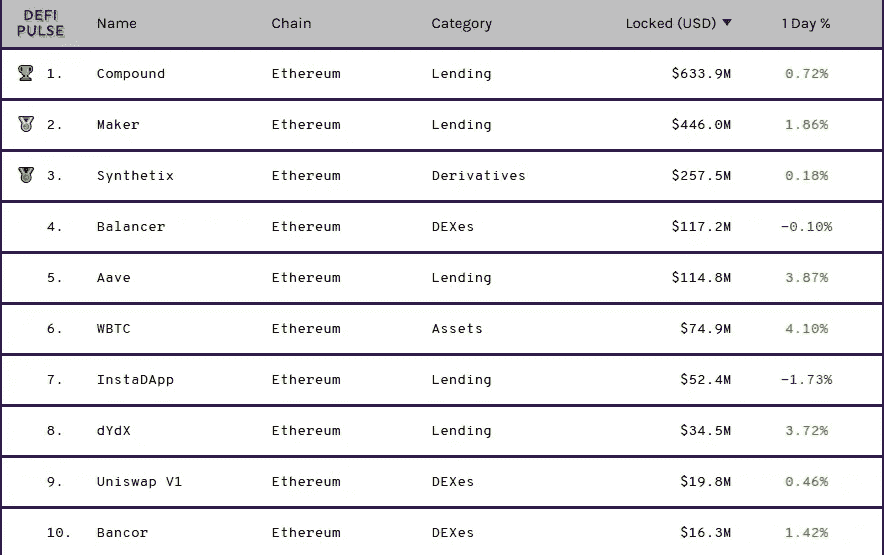 DEFI PULSE Name Chain Category Locked (USD) ▼ 1 Day %
1. Compound Ethereum Lending $633.9M 0.72%
2. Maker Ethereum Lending $446.0M 1.86%
3. Synthetix Ethereum Derivatives $257.5M 0.18%
4. Balancer Ethereum DEXes $117.2M -0.10%
5. Aave Ethereum Lending $114.8M 3.87%
6. WBTC Ethereum Assets $74.9M 4.10%
7. InstaDApp Ethereum Lending $52.4M -1.73%
8. dYdX Ethereum Lending $34.5M 3.72%
9. Uniswap V1 Ethereum DEXes $19.8M 0.46%
10. Bancor Ethereum DEXes $16.3M 1.42%